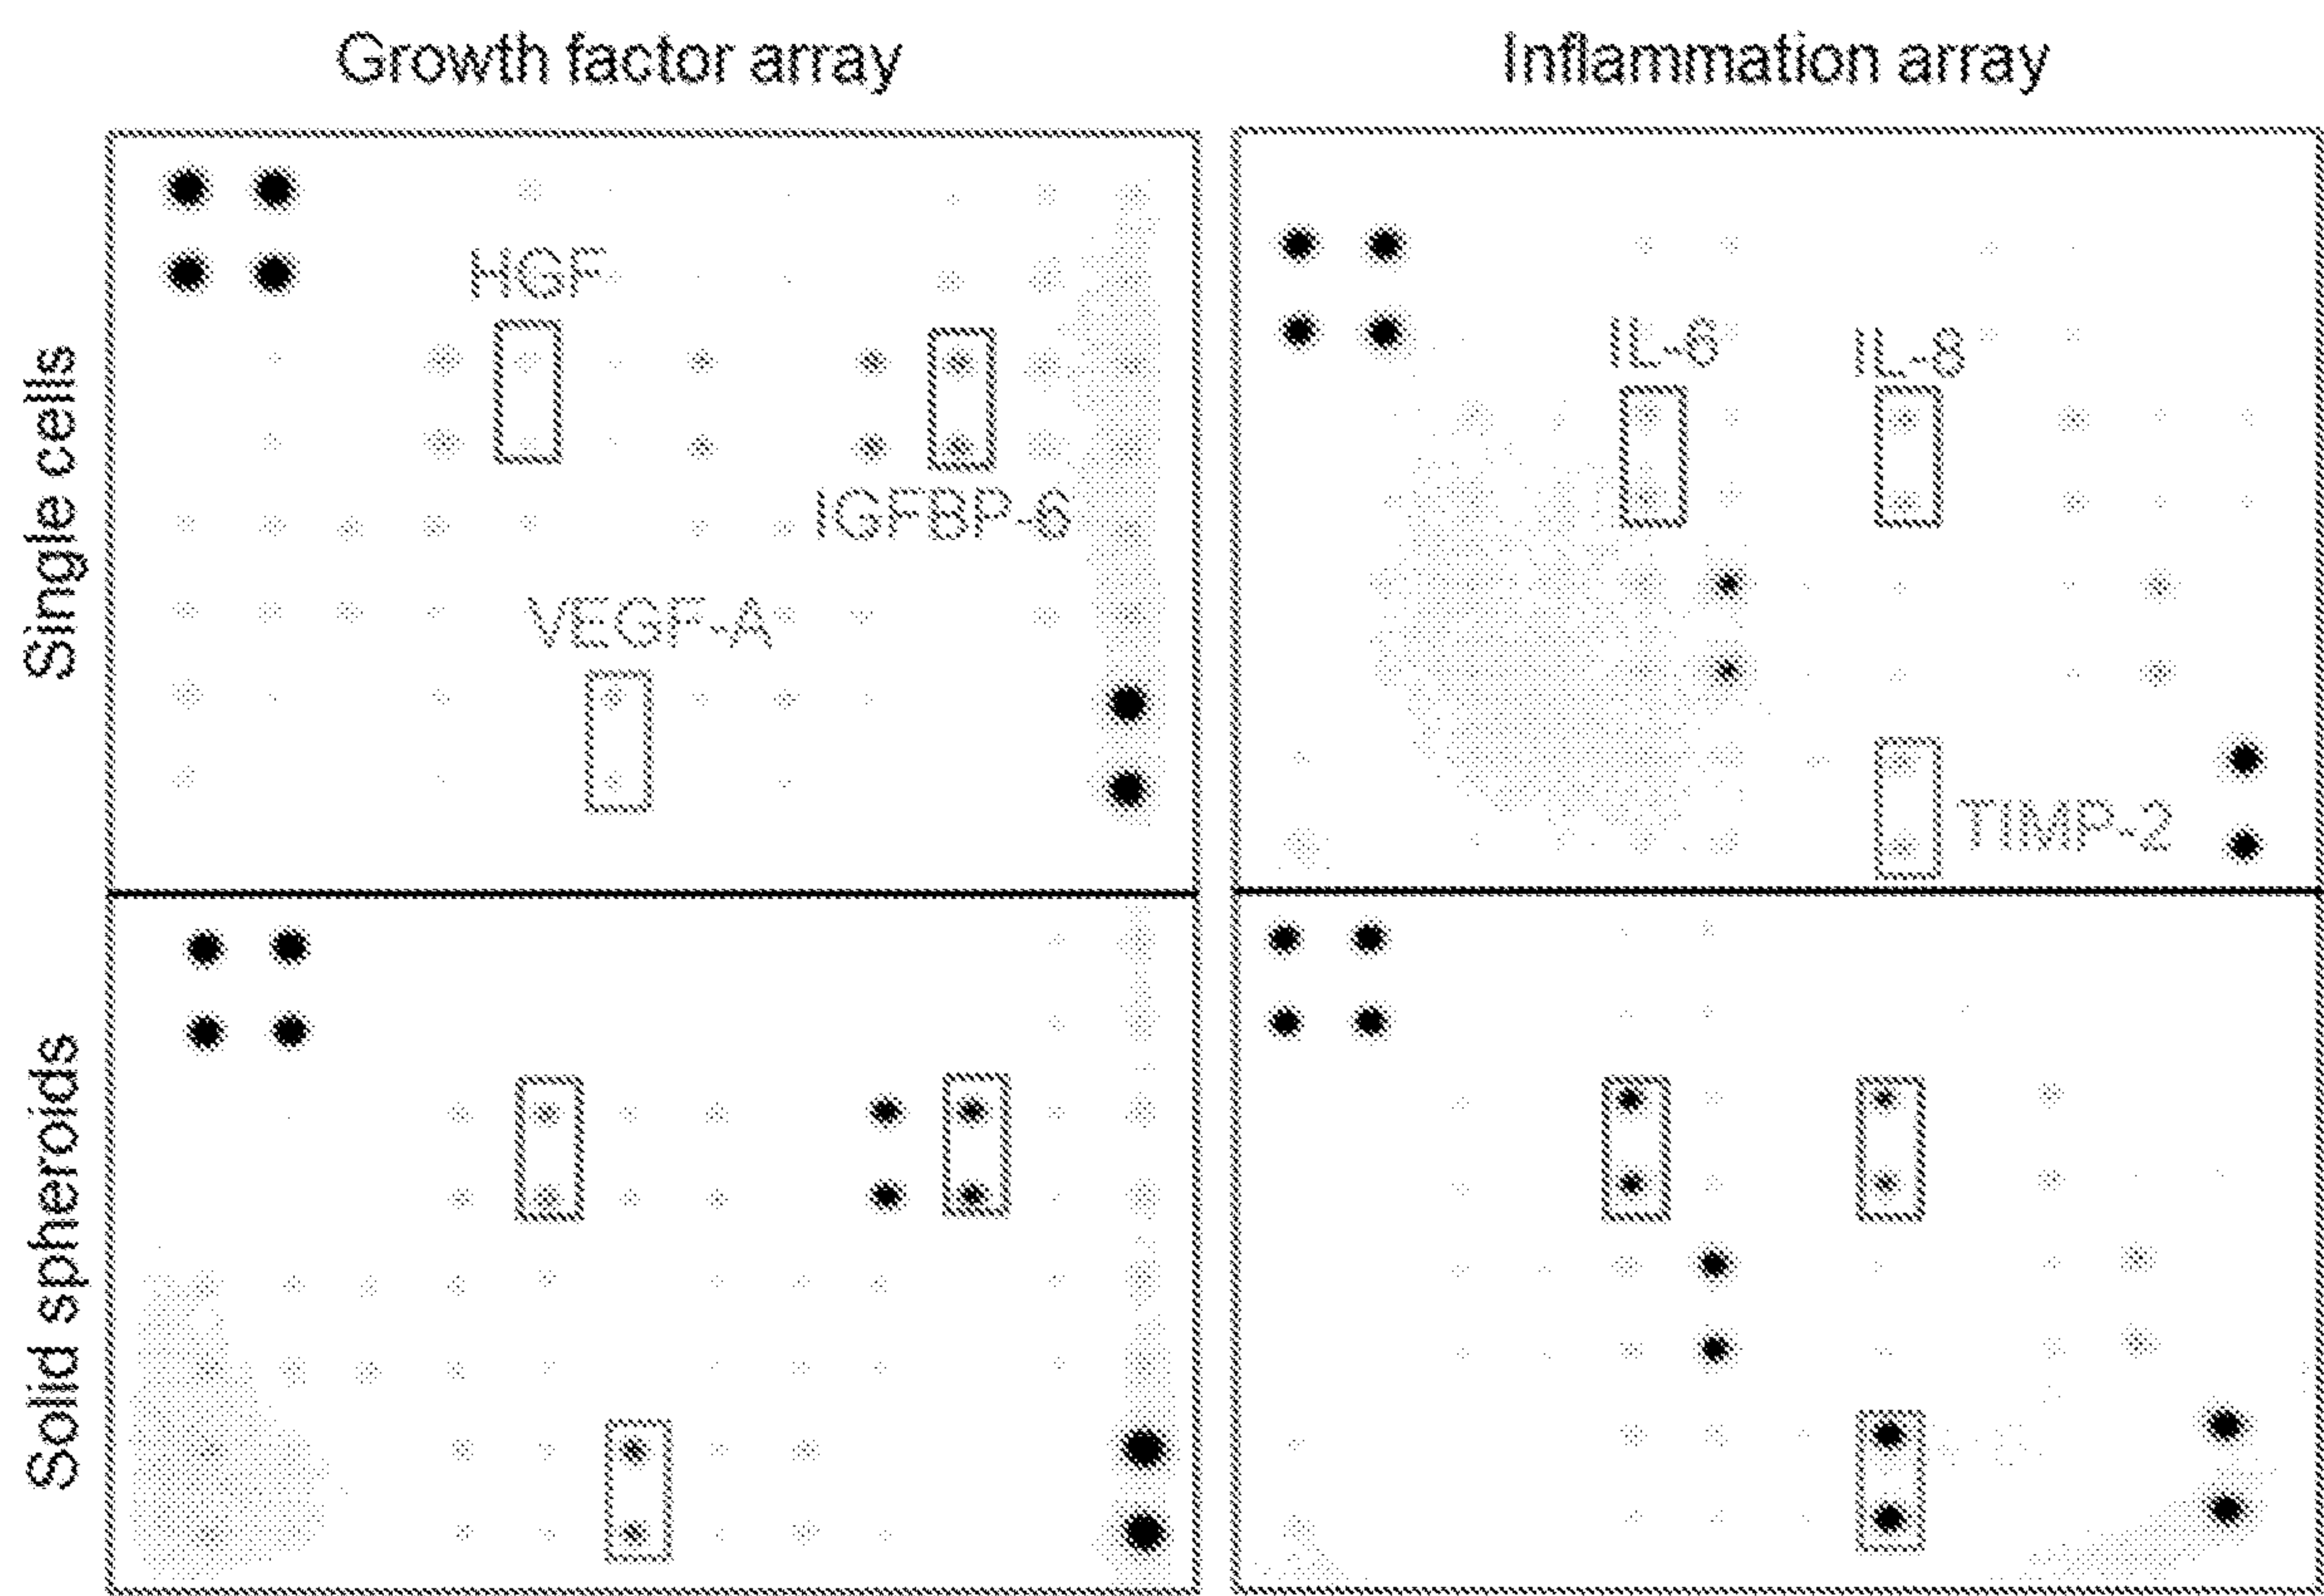 Growth factor array
Inflammation array
Single cells
HGF
IGFBP-6
VEGF-A
IL-6
IL-8
TIMP-2
Solid spheroids